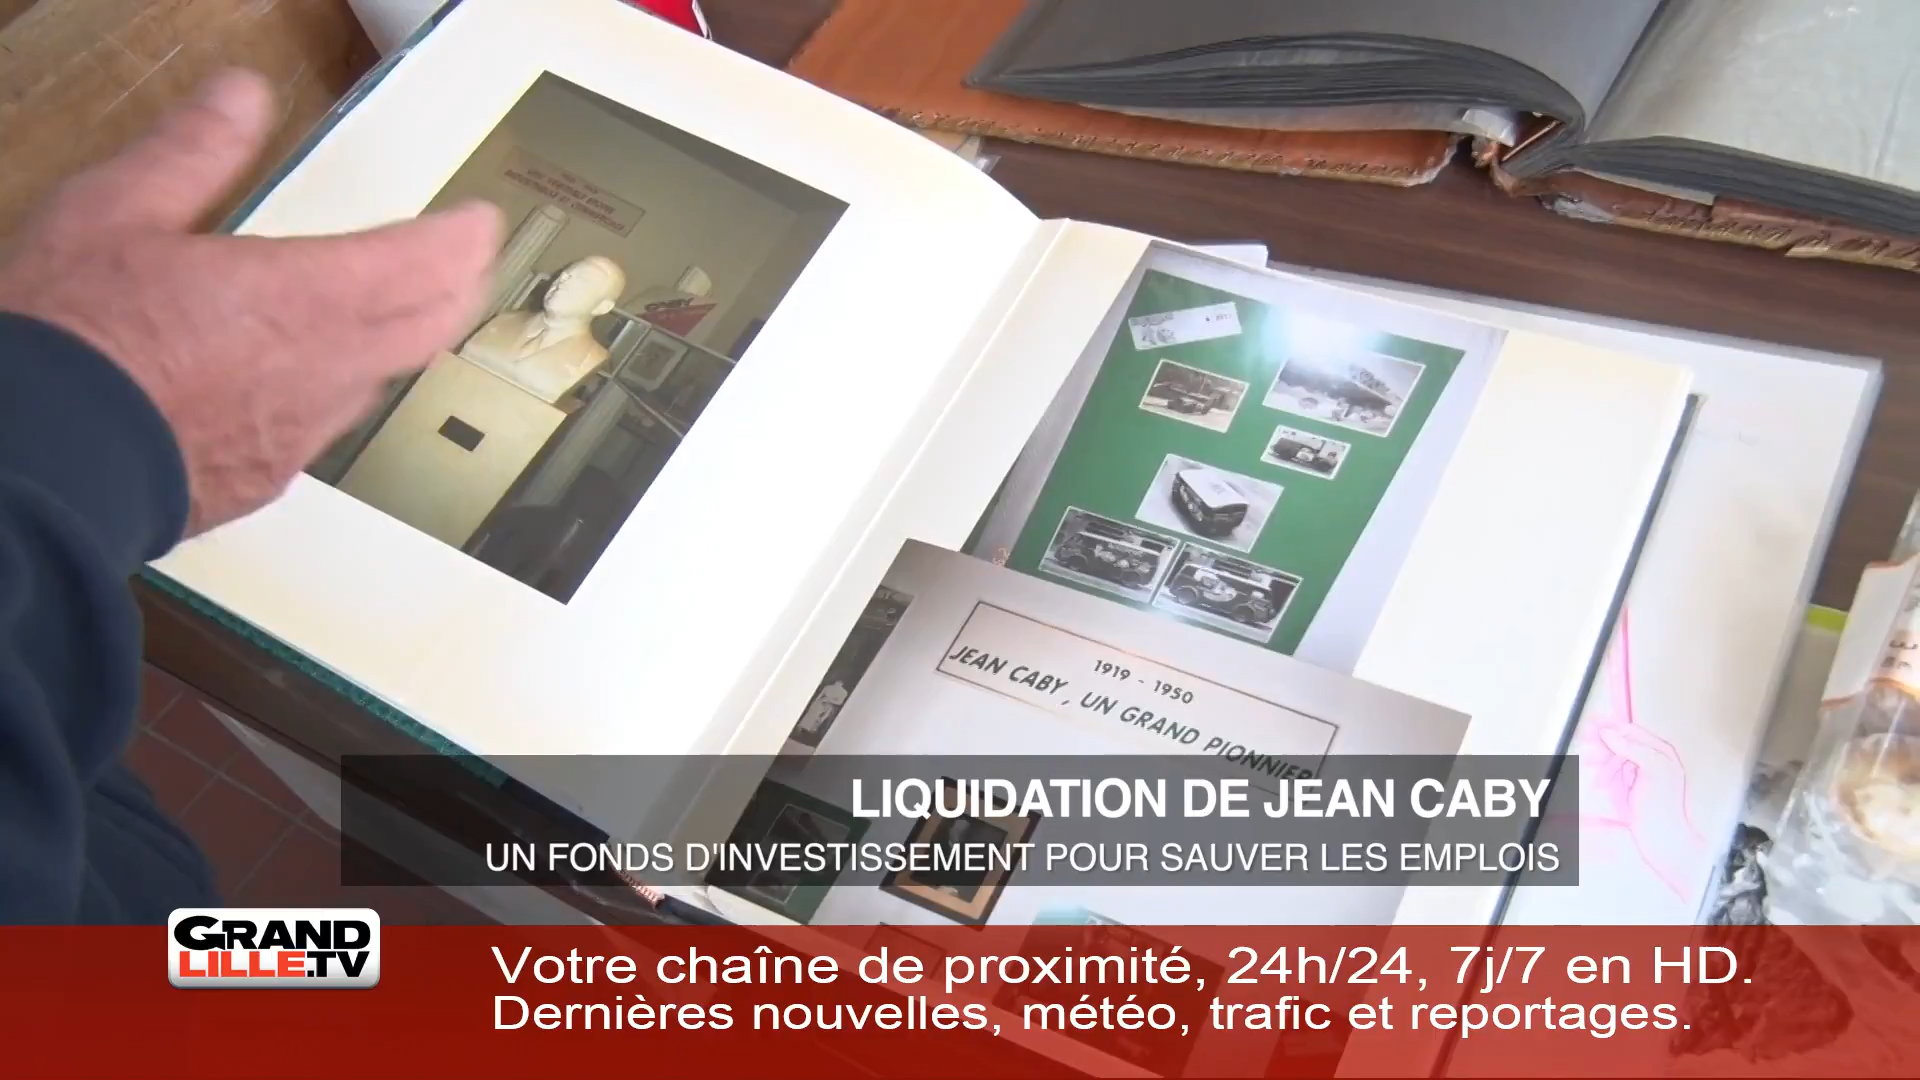 CABY
1919 - 1950
JEAN CABY, UN GRAND PIONNIER
LIQUIDATION DE JEAN CABY
UN FONDS D'INVESTISSEMENT POUR SAUVER LES EMPLOIS
GRAND
LILLE.TV
Votre chaîne de proximité, 24h/24, 7j/7 en HD.
Dernières nouvelles, météo, trafic et reportages.